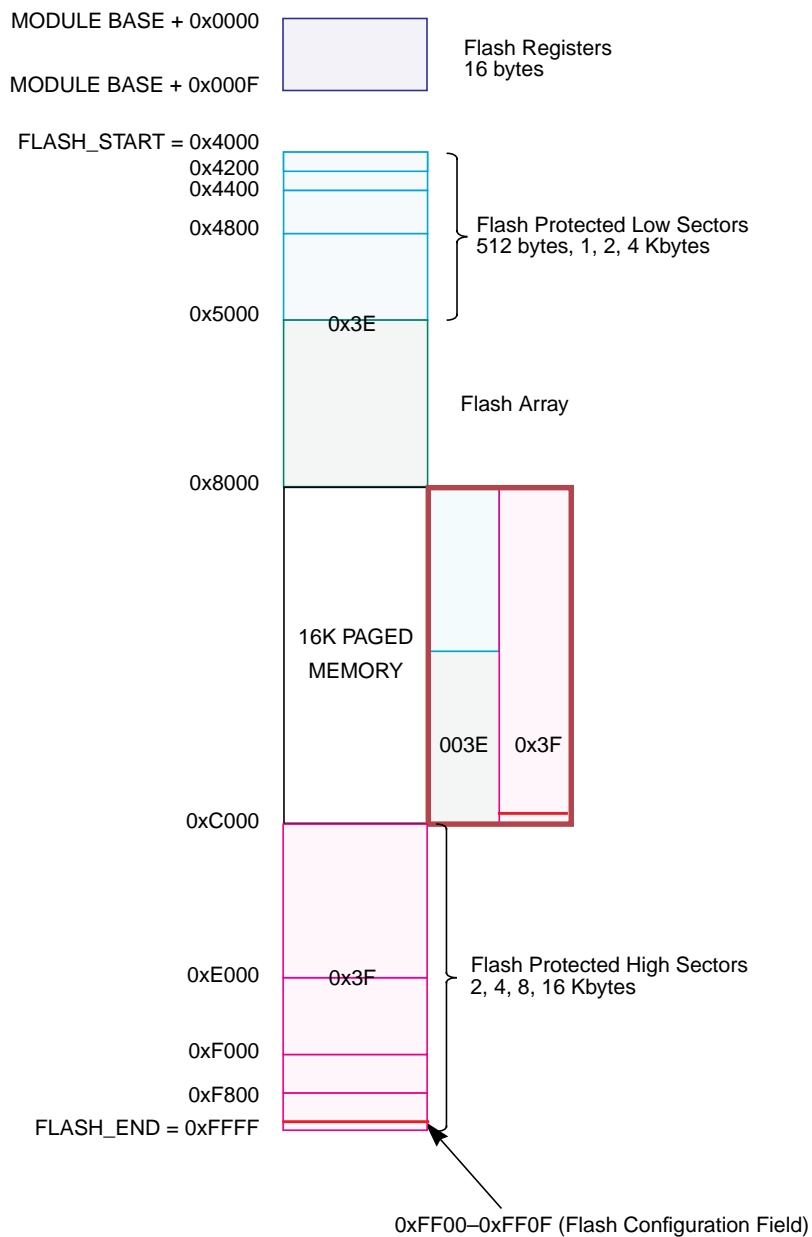 MODULE BASE + 0x0000
Flash Registers
16 bytes
MODULE BASE + 0x000F
FLASH_START = 0x4000
0x4200
0x4400
0x4800
Flash Protected Low Sectors
512 bytes, 1, 2, 4 Kbytes
0x5000
0x3E
Flash Array
0x8000
16K PAGED
MEMORY
003E
0x3F
0xC000
0xE000
0x3F
Flash Protected High Sectors
2, 4, 8, 16 Kbytes
0xF000
0xF800
FLASH_END = 0xFFFF
0xFF00–0xFF0F (Flash Configuration Field)